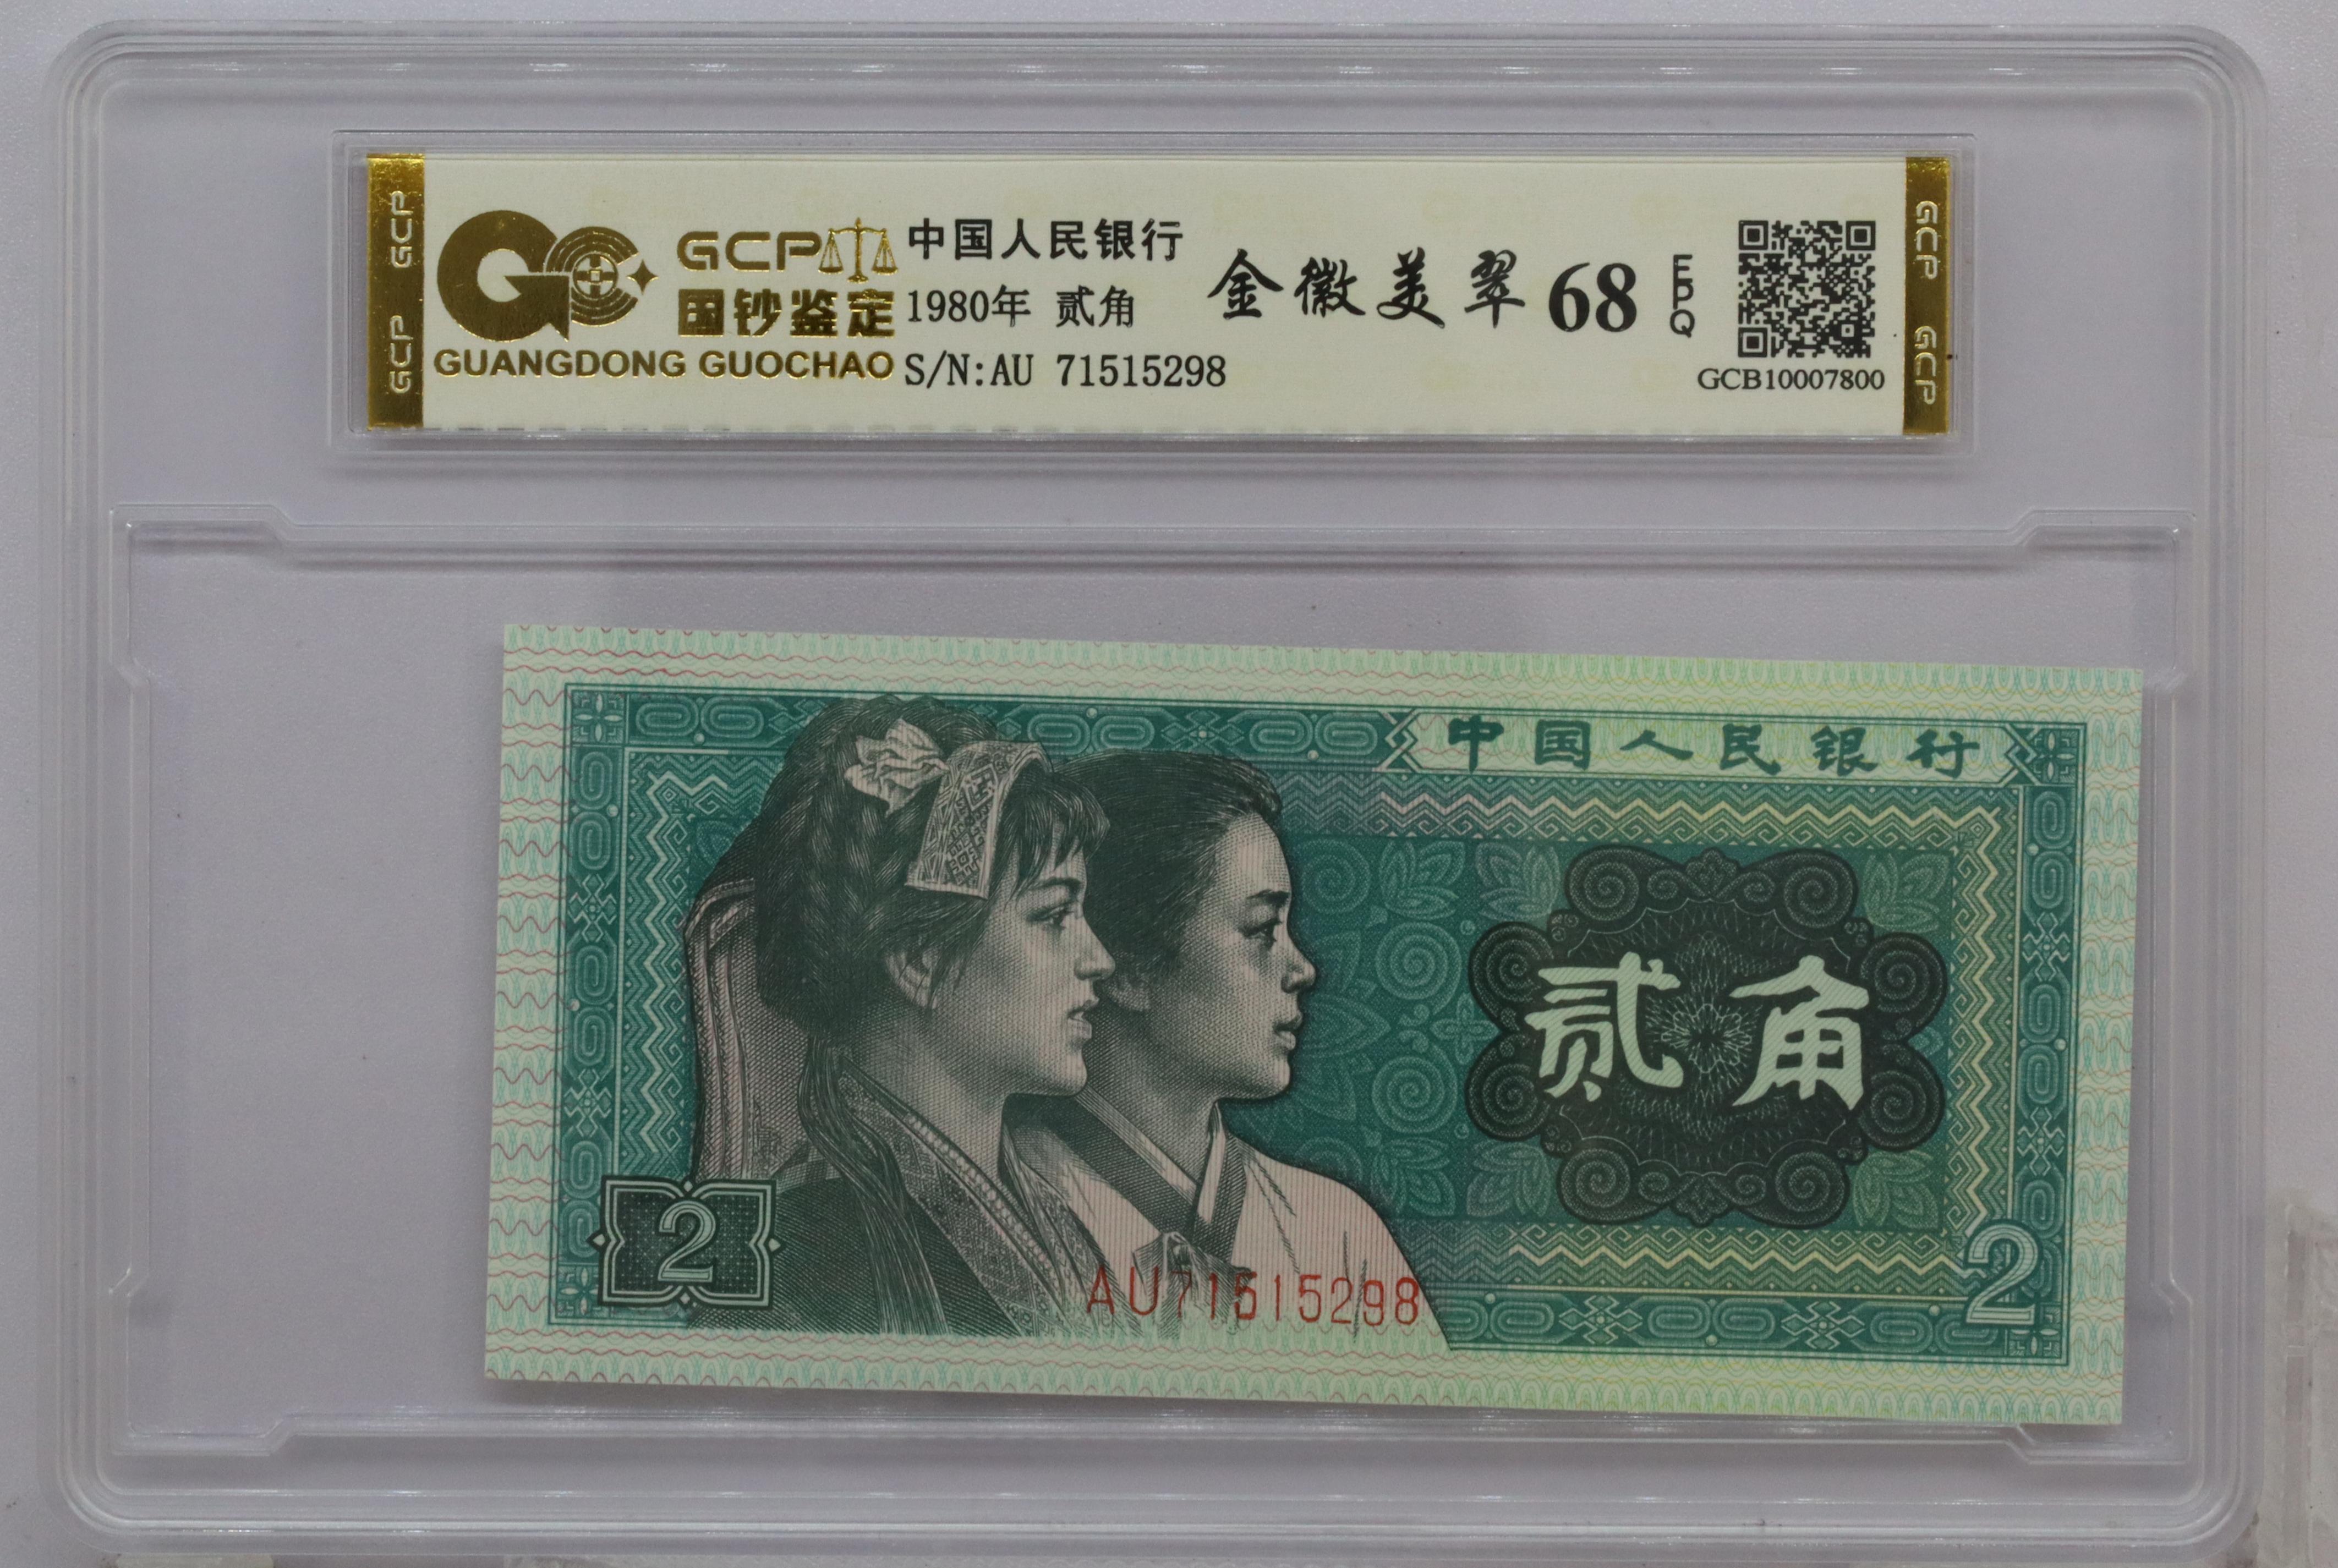 GCP GCP
GCP
国钞鉴定
GUANGDONG GUOCHAO
中国人民银行
1980年 贰角
S/N:AU 71515298
金徽美翠 68 EPQ
GCB10007800
GCP GCP
中国人民银行
贰角
2
AU71515298
2